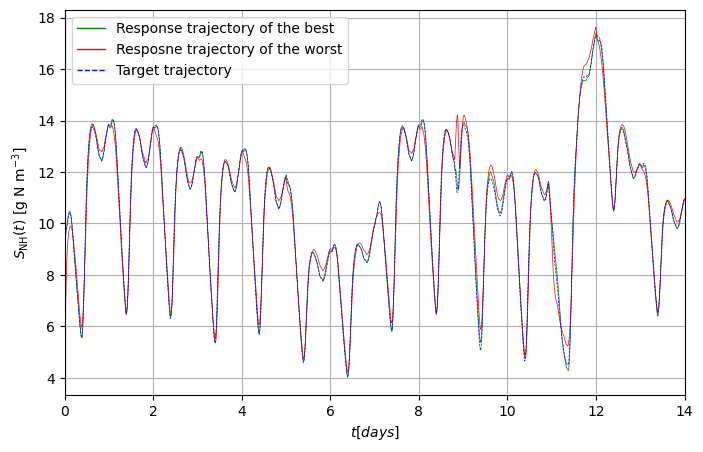 Response trajectory of the best
Resposne trajectory of the worst
Target trajectory
18
16
14
12
10
8
6
4
S_NH(t) [g N m⁻³]
0 2 4 6 8 10 12 14
t[days]